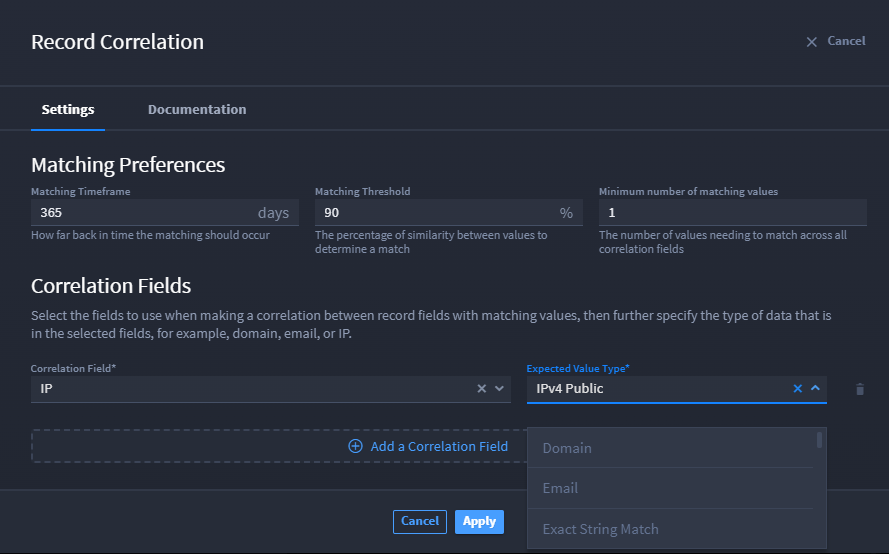 Record Correlation
Cancel
Settings
Documentation
Matching Preferences
Matching Timeframe
365
days
How far back in time the matching should occur
Matching Threshold
90
%
The percentage of similarity between values to
determine a match
Minimum number of matching values
1
The number of values needing to match across all
correlation fields
Correlation Fields
Select the fields to use when making a correlation between record fields with matching values, then further specify the type of data that is
in the selected fields, for example, domain, email, or IP.
Correlation Field*
IP
Expected Value Type*
IPv4 Public
Add a Correlation Field
Domain
Email
Exact String Match
Cancel
Apply